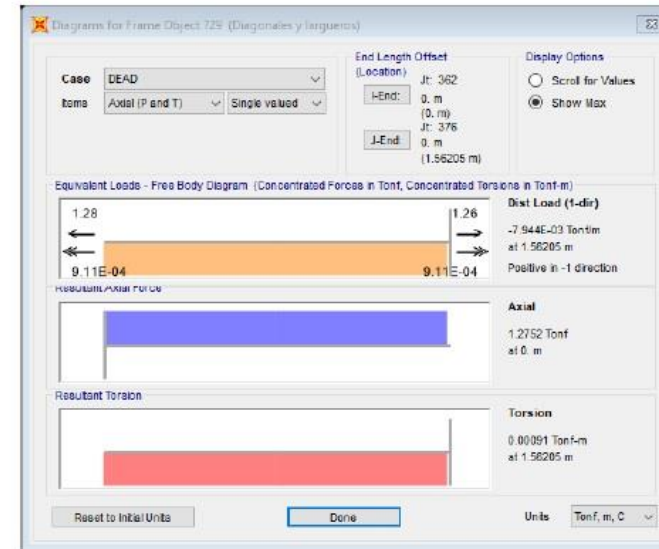 Diagrams for Frame Object 729 (Diagonales y largueros)
Case DEAD
Items Axial (P and T) Single valued
End Length Offset
(Location)
Jt: 362
I-End: 0. m
(0. m)
Jt: 376
J-End: 0. m
(1.56205 m)
Display Options
Scroll for Values
Show Max
Equivalent Loads - Free Body Diagram (Concentrated Forces in Tonf, Concentrated Torsions in Tonf-m)
1.28 1.26
9.11E-04 9.11E-04
Dist Load (1-dir)
-7.944E-03 Tonf/m
at 1.56205 m
Positive in -1 direction
Resultant Axial Force
Axial
1.2752 Tonf
at 0. m
Resultant Torsion
Torsion
0.00091 Tonf-m
at 1.56205 m
Reset to Initial Units Done Units Tonf, m, C